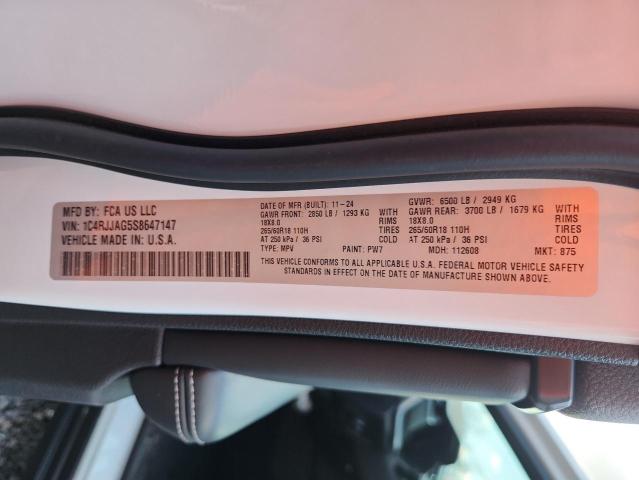 MFD BY: FCA US LLC
VIN: 1C4RJJAG5S8647147
VEHICLE MADE IN U.S.A.
DATE OF MFR (BUILT): 11-24
GAWR FRONT: 2850 LB / 1293 KG WITH
18X8.0 RIMS
265/60R18 110H TIRES
AT 250 kPa / 36 PSI COLD
TYPE: MPV PAINT: PW7
GVWR: 6500 LB / 2949 KG
GAWR REAR: 3700 LB / 1679 KG WITH
18X8.0 RIMS
265/60R18 110H TIRES
AT 250 kPa / 36 PSI COLD
MDH: 112608 MKT: 875
THIS VEHICLE CONFORMS TO ALL APPLICABLE U.S.A. FEDERAL MOTOR VEHICLE SAFETY
STANDARDS IN EFFECT ON THE DATE OF MANUFACTURE SHOWN ABOVE.